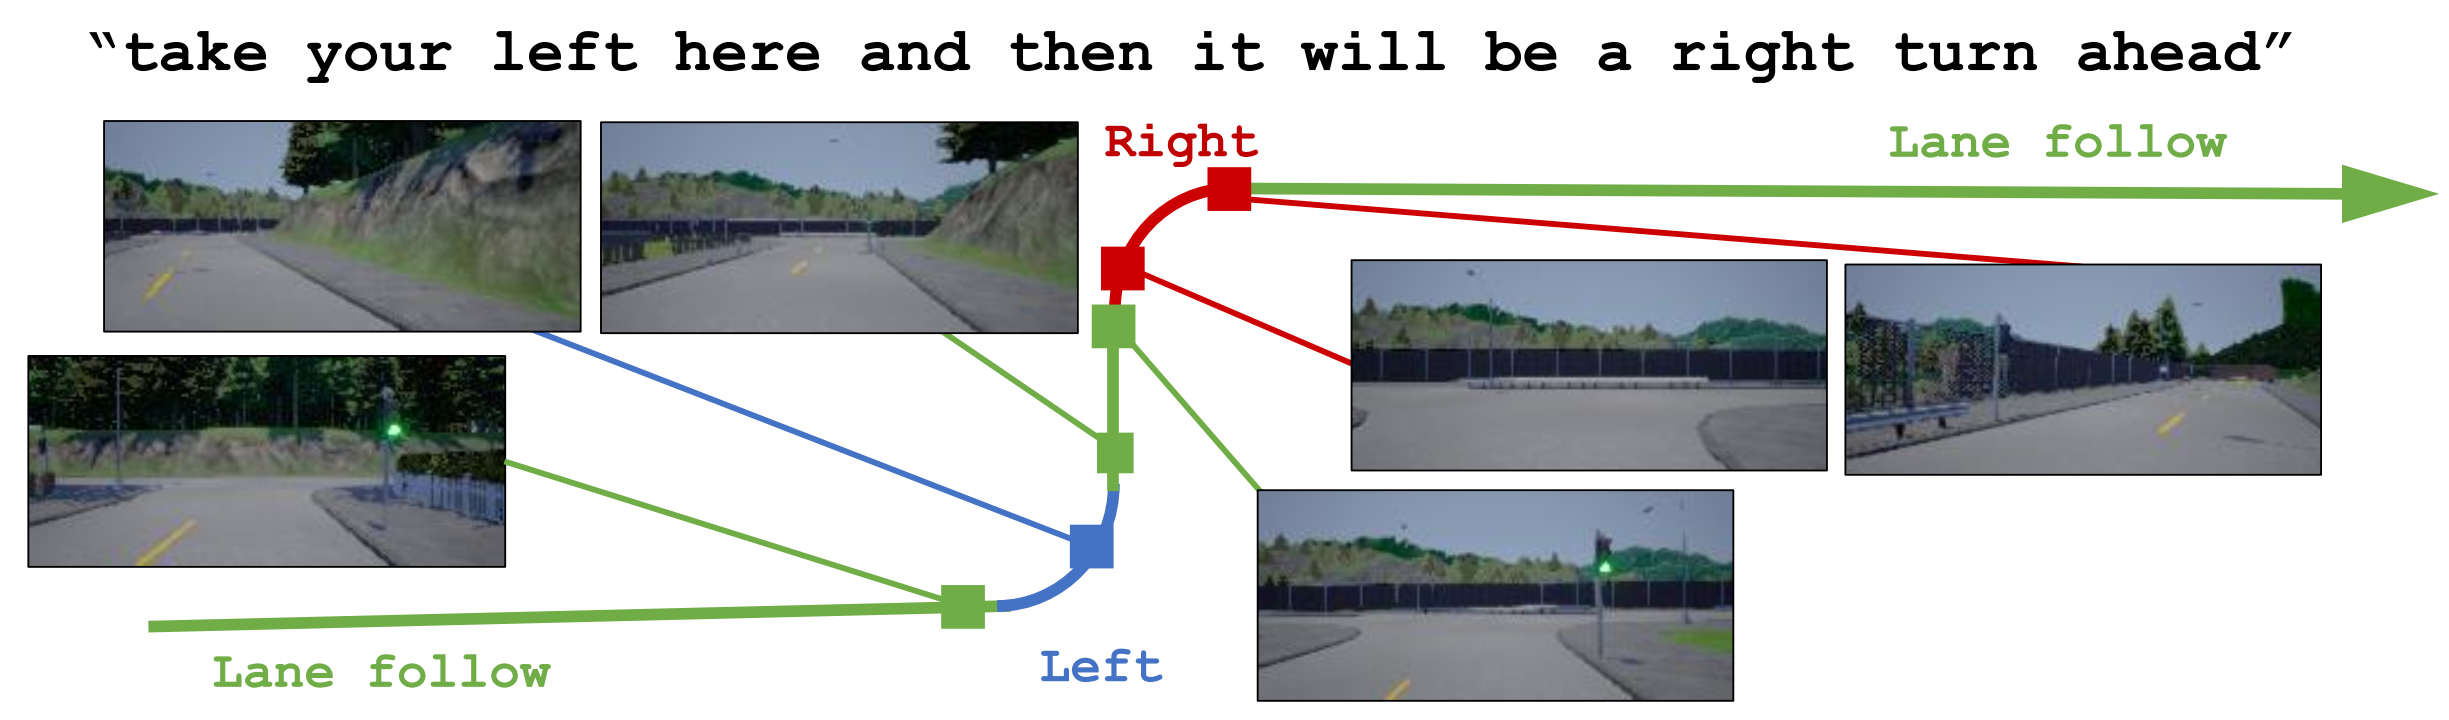 “take your left here and then it will be a right turn ahead”
Right
Lane follow
Lane follow
Left